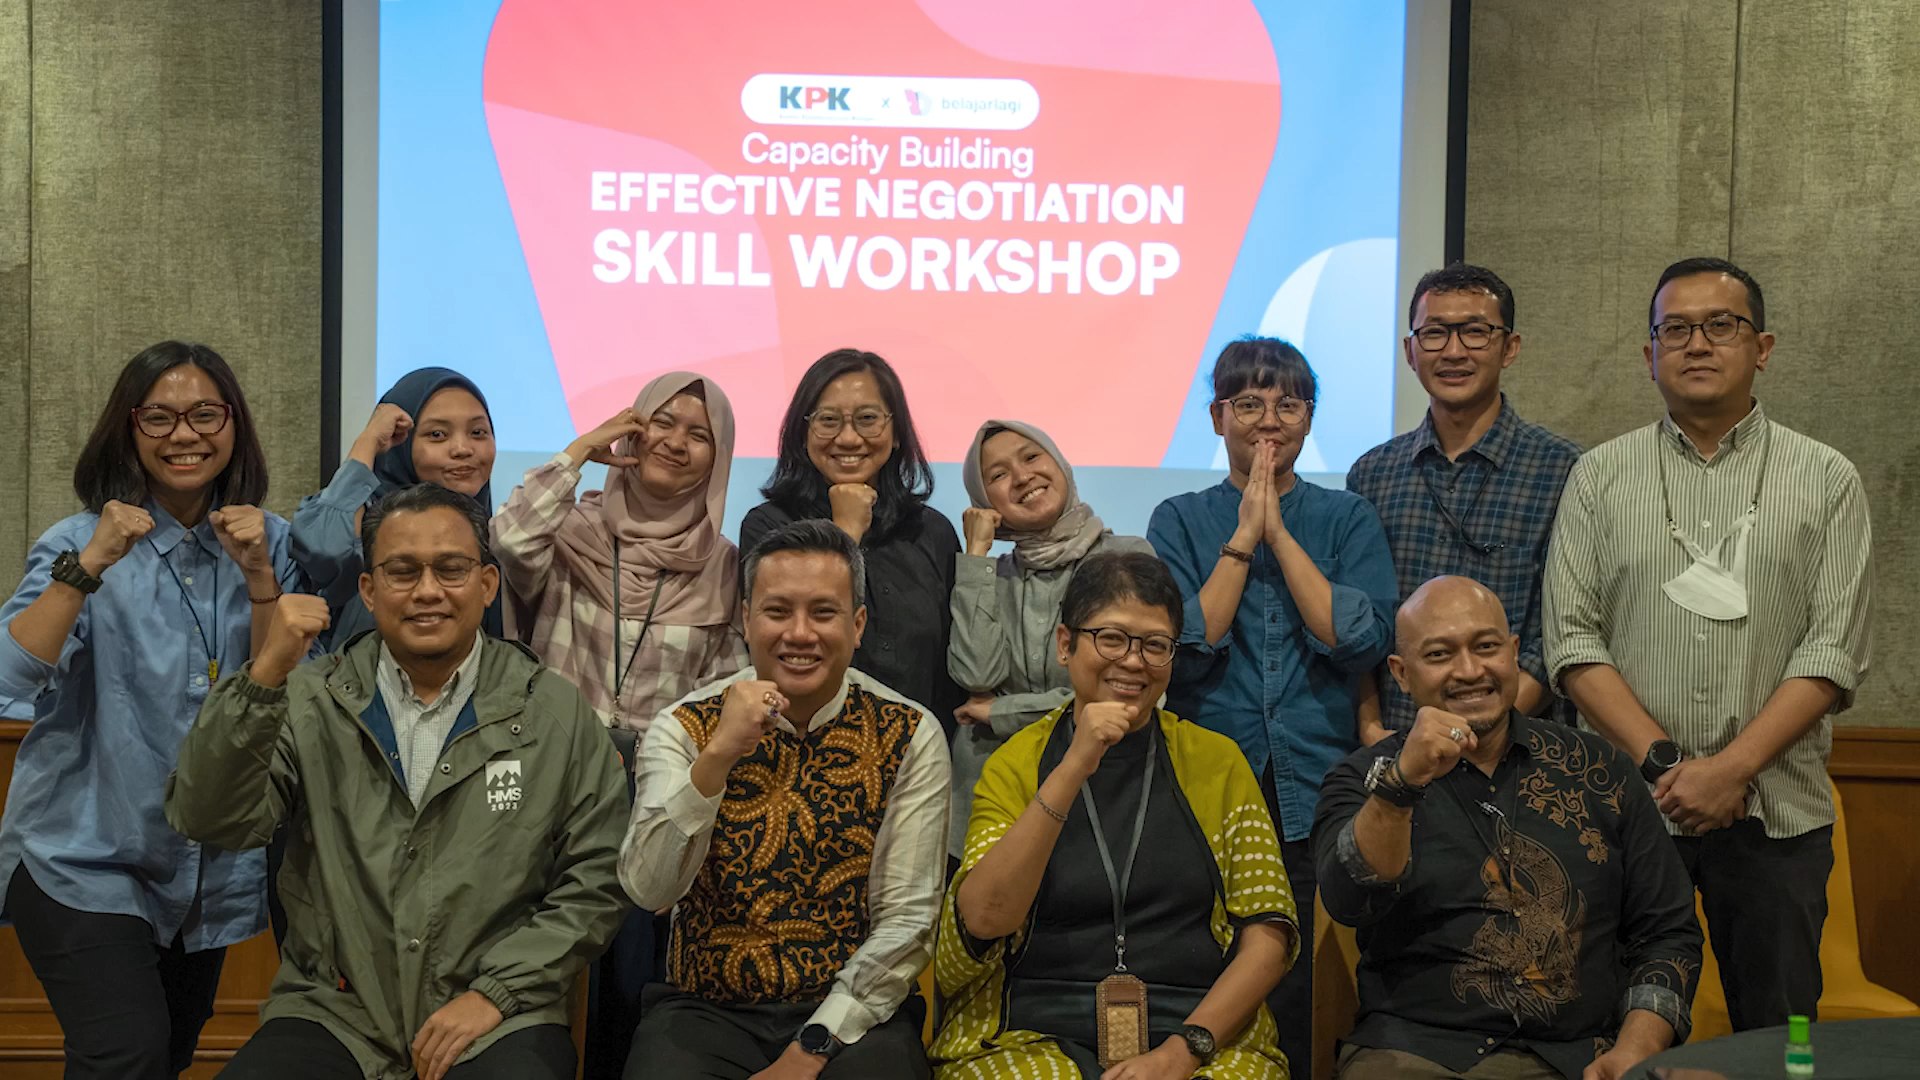 KPK x belajarlagi
Capacity Building
EFFECTIVE NEGOTIATION
SKILL WORKSHOP
HMS
2023